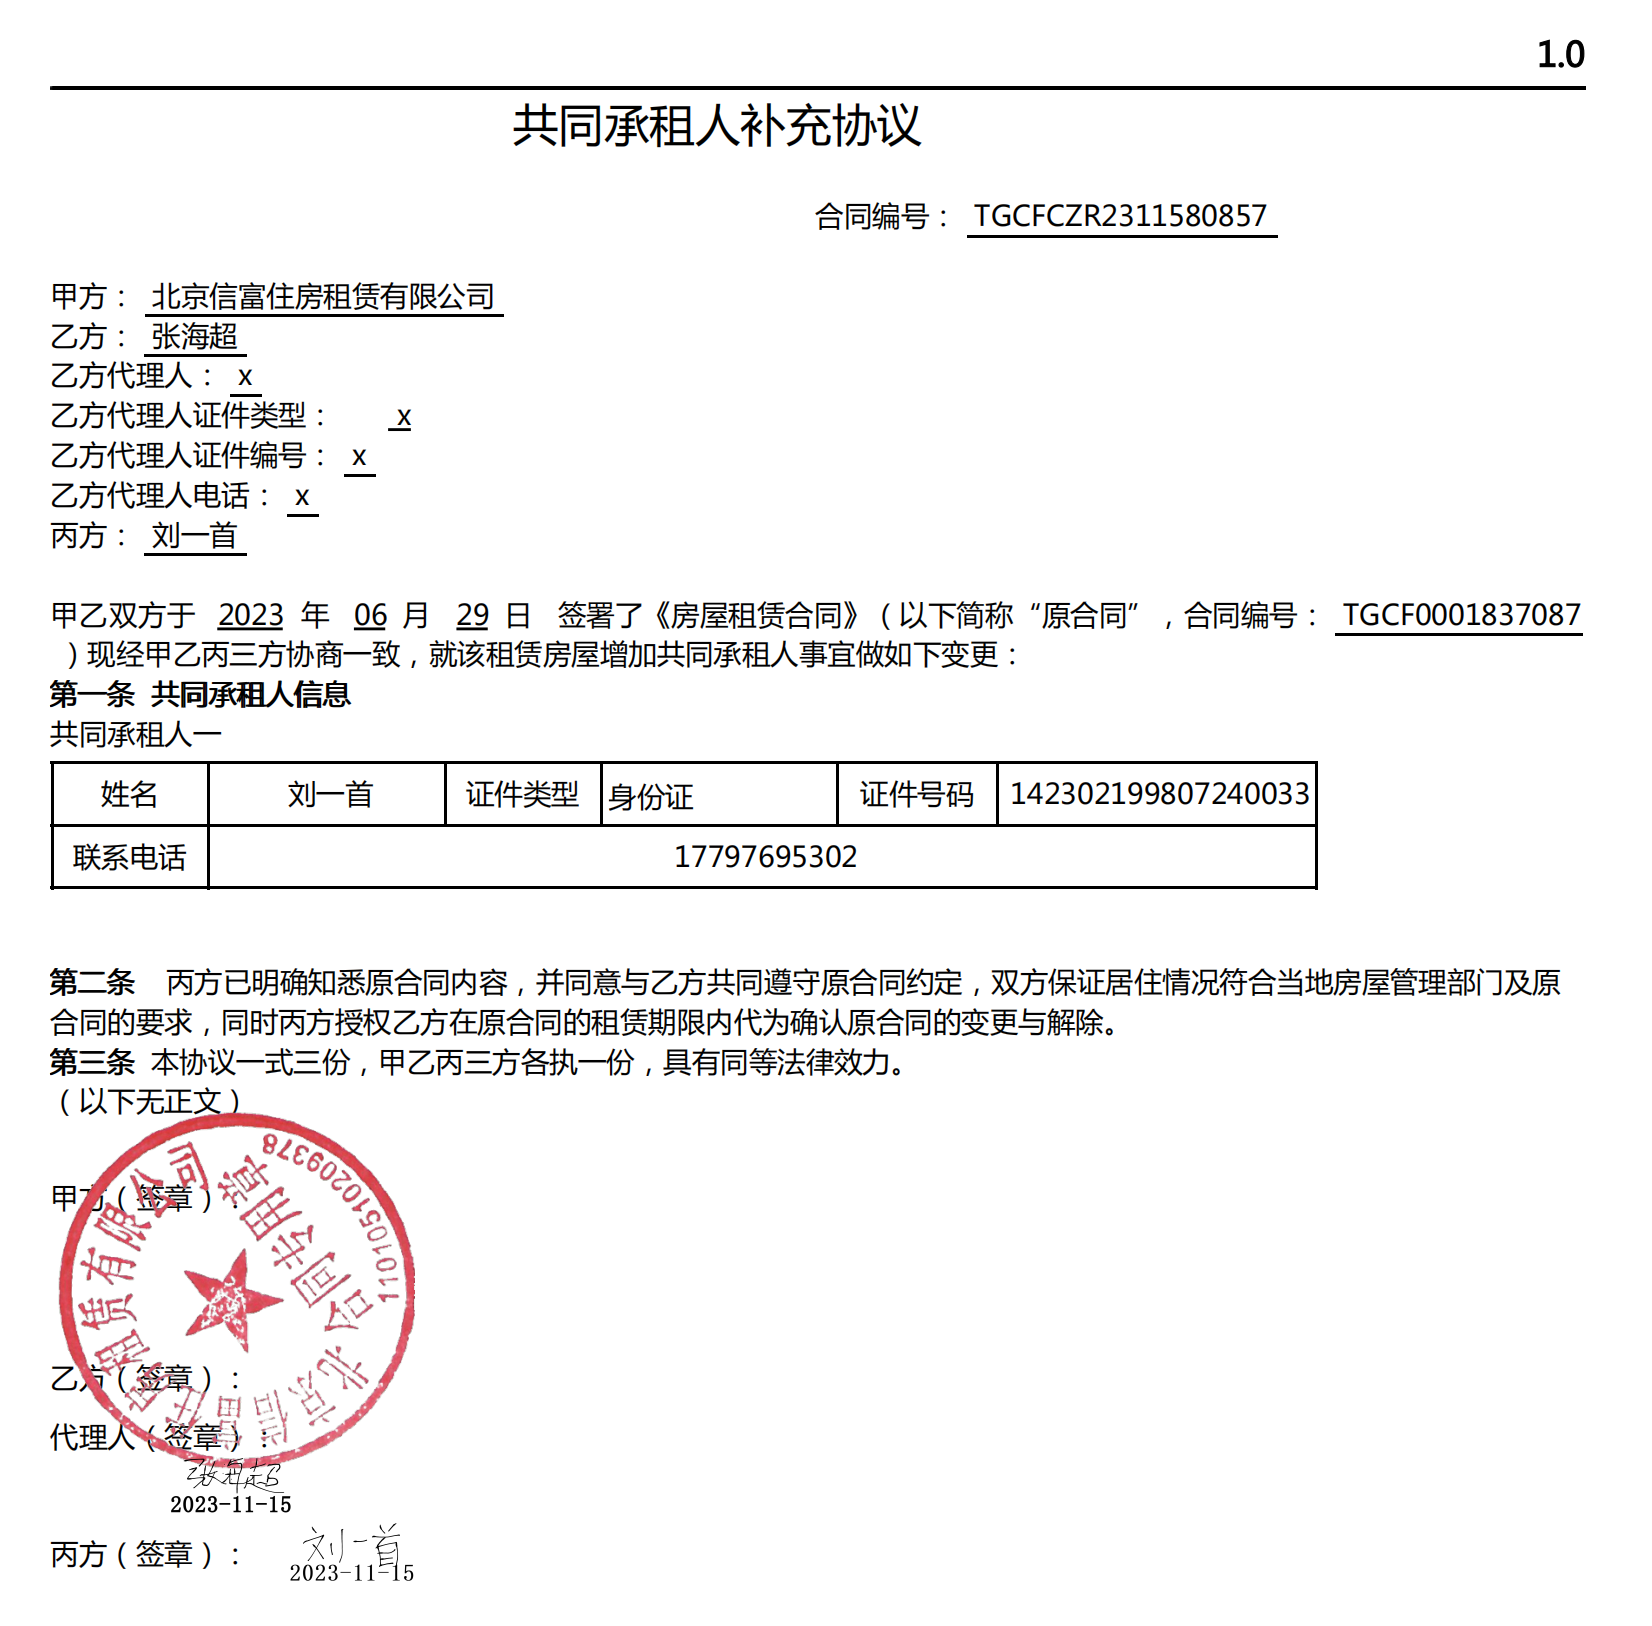 1.0
共同承租人补充协议
合同编号： TGCFCZR2311580857
甲方： 北京信富住房租赁有限公司
乙方： 张海超
乙方代理人： x
乙方代理人证件类型： x
乙方代理人证件编号： x
乙方代理人电话： x
丙方： 刘一首
甲乙双方于 2023 年 06 月 29 日 签署了《房屋租赁合同》（以下简称“原合同”，合同编号： TGCF0001837087
）现经甲乙丙三方协商一致，就该租赁房屋增加共同承租人事宜做如下变更：
第一条 共同承租人信息
共同承租人一
姓名 刘一首 证件类型 身份证 证件号码 142302199807240033
联系电话 17797695302
第二条 丙方已明确知悉原合同内容，并同意与乙方共同遵守原合同约定，双方保证居住情况符合当地房屋管理部门及原
合同的要求，同时丙方授权乙方在原合同的租赁期限内代为确认原合同的变更与解除。
第三条 本协议一式三份，甲乙丙三方各执一份，具有同等法律效力。
（以下无正文）
甲方（签章）：
北京信富住房租赁有限公司
合同专用章
11010510209378
乙方（签章）：
代理人（签章）：
张海超
2023-11-15
丙方（签章）： 刘一首
2023-11-15